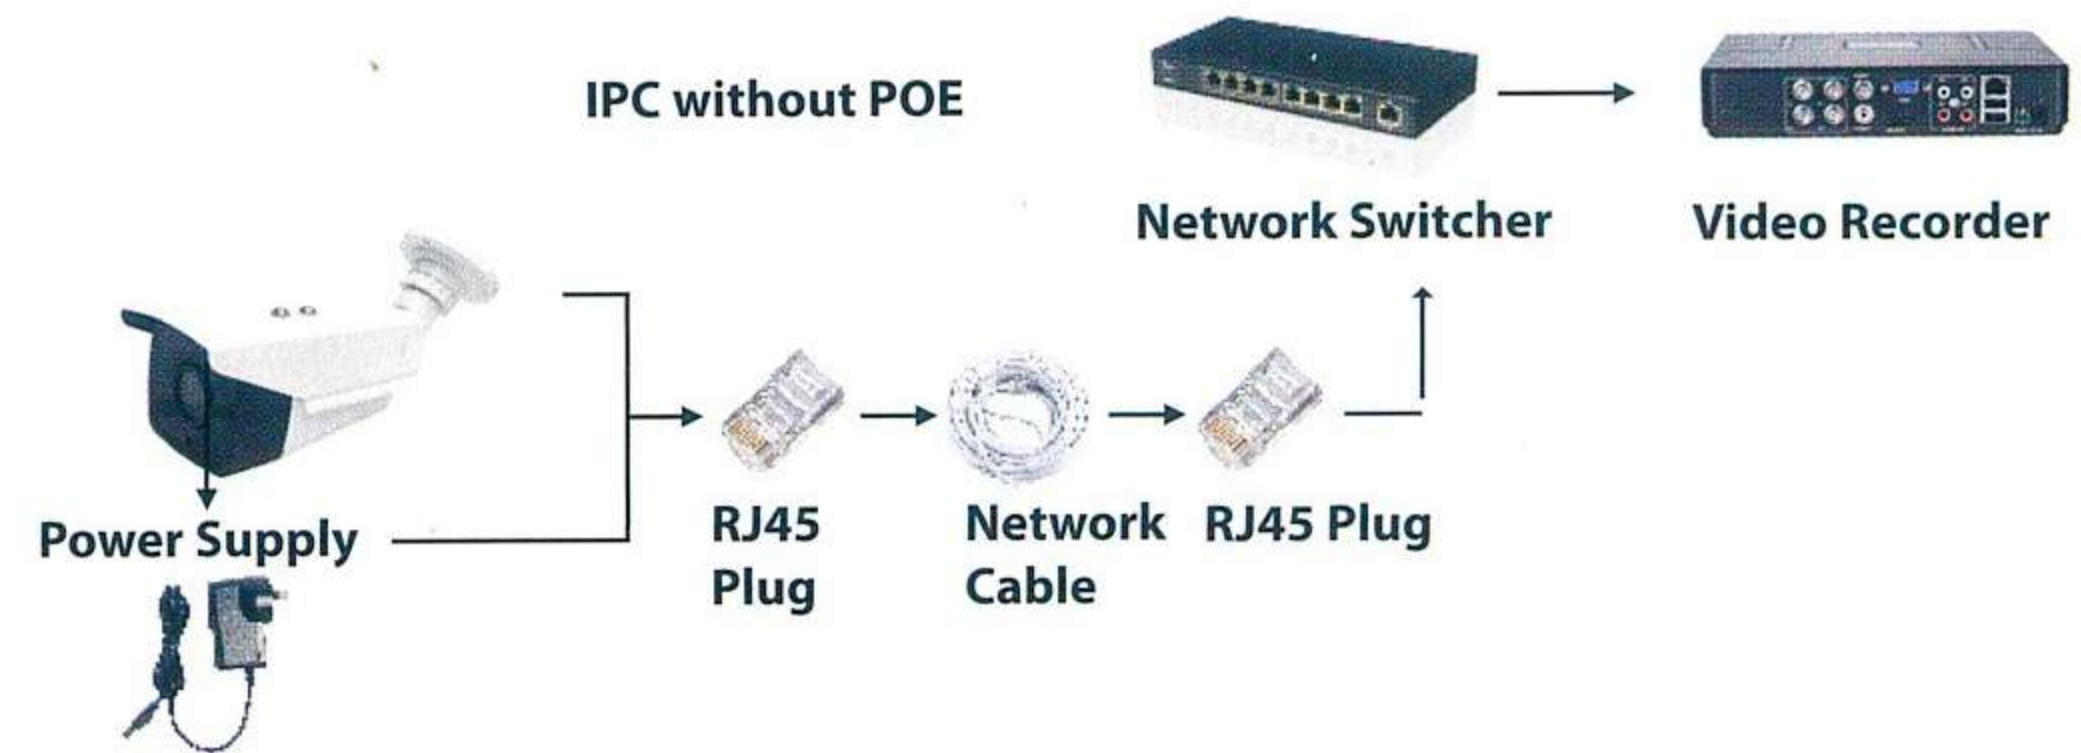 IPC without POE
Network Switcher
Video Recorder
Power Supply
RJ45
Plug
Network
Cable
RJ45 Plug